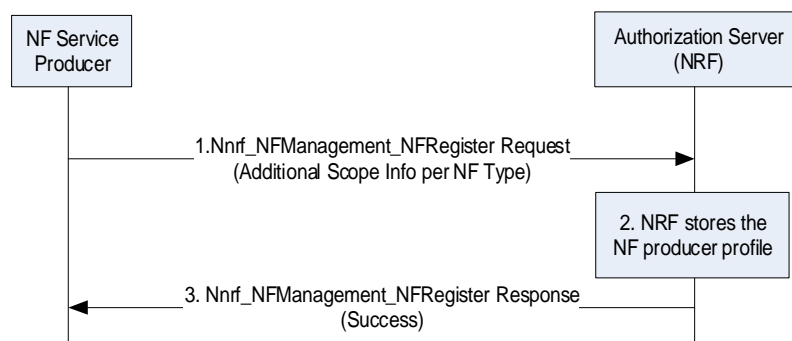 NF Service
Producer
Authorization Server
(NRF)
1.Nnrf_NFManagement_NFRegister Request
(Additional Scope Info per NF Type)
2. NRF stores the
NF producer profile
3. Nnrf_NFManagement_NFRegister Response
(Success)